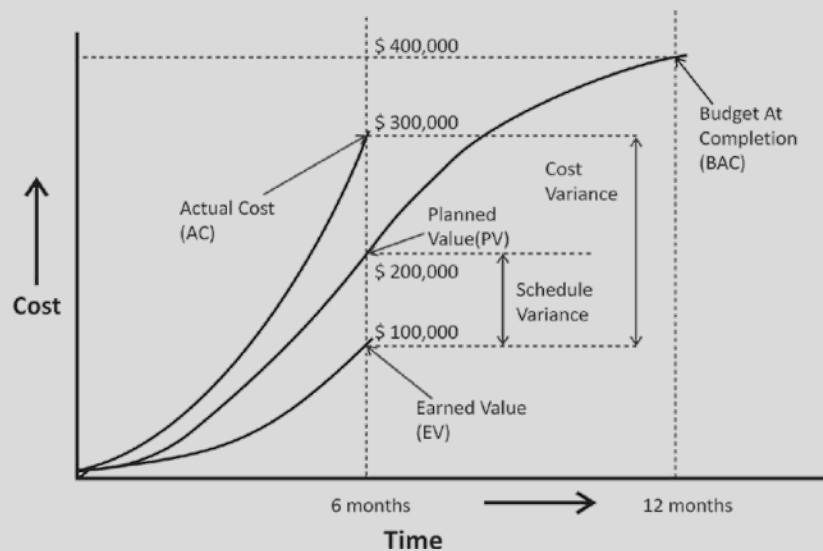 $ 400,000
Budget At
Completion
(BAC)
$ 300,000
Cost
Variance
Actual Cost
(AC)
Planned
Value(PV)
$ 200,000
Schedule
Variance
Cost
$ 100,000
Earned Value
(EV)
6 months
12 months
Time